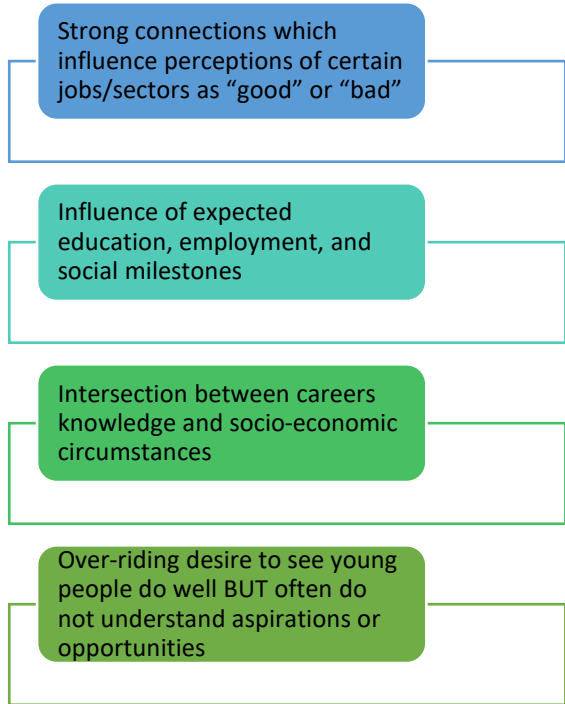 Strong connections which
influence perceptions of certain
jobs/sectors as “good” or “bad”
Influence of expected
education, employment, and
social milestones
Intersection between careers
knowledge and socio-economic
circumstances
Over-riding desire to see young
people do well BUT often do
not understand aspirations or
opportunities